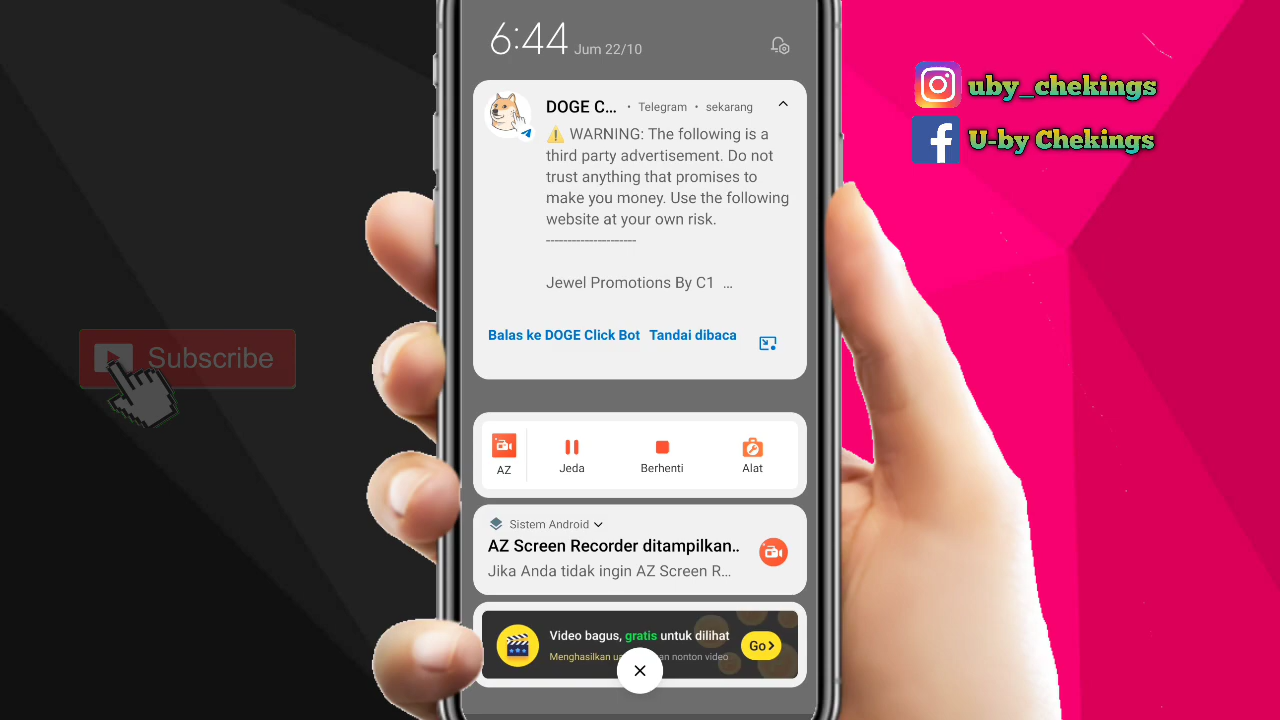 6:44 Jum 22/10
DOGE C... • Telegram • sekarang
⚠️ WARNING: The following is a
third party advertisement. Do not
trust anything that promises to
make you money. Use the following
website at your own risk.
---------------------
Jewel Promotions By C1 ...
Balas ke DOGE Click Bot Tandai dibaca
AZ
Jeda
Berhenti
Alat
Sistem Android
AZ Screen Recorder ditampilkan..
Jika Anda tidak ingin AZ Screen R...
Video bagus, gratis untuk dilihat
Menghasilkan nonton video
Go
Subscribe
uby_chekings
U-by Chekings